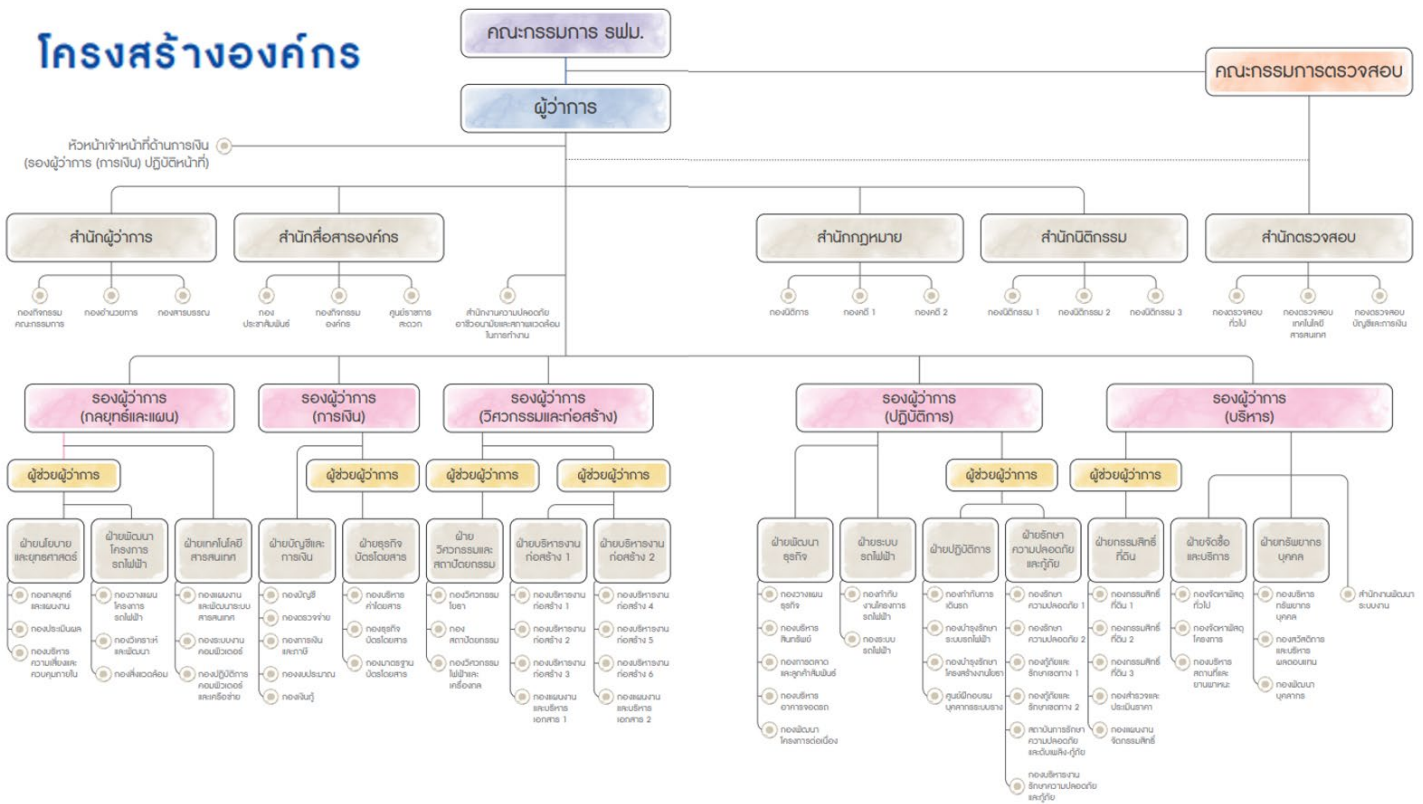 โครงสร้างองค์กร
คณะกรรมการ รฟม.
คณะกรรมการตรวจสอบ
ผู้ว่าการ
หัวหน้าเจ้าหน้าที่ด้านการเงิน
(รองผู้ว่าการ (การเงิน) ปฏิบัติหน้าที่)
สำนักผู้ว่าการ
สำนักสื่อสารองค์กร
สำนักกฎหมาย
สำนักนิติกรรม
สำนักตรวจสอบ
กองกิจกรรม
คณะกรรมการ
กองอำนวยการ
กองสารบรรณ
กอง
ประชาสัมพันธ์
กองกิจกรรม
องค์กร
ศูนย์ราชการ
สะดวก
สำนักงานความปลอดภัย
อาชีวอนามัยและสภาพแวดล้อม
ในการทำงาน
กองนิติการ
กองคดี 1
กองคดี 2
กองนิติกรรม 1
กองนิติกรรม 2
กองนิติกรรม 3
กองตรวจสอบ
ทั่วไป
กองตรวจสอบ
เทคโนโลยี
สารสนเทศ
กองตรวจสอบ
บัญชีและการเงิน
รองผู้ว่าการ
(กลยุทธ์และแผน)
รองผู้ว่าการ
(การเงิน)
รองผู้ว่าการ
(วิศวกรรมและก่อสร้าง)
รองผู้ว่าการ
(ปฏิบัติการ)
รองผู้ว่าการ
(บริหาร)
ผู้ช่วยผู้ว่าการ
ผู้ช่วยผู้ว่าการ
ผู้ช่วยผู้ว่าการ
ผู้ช่วยผู้ว่าการ
ผู้ช่วยผู้ว่าการ
ผู้ช่วยผู้ว่าการ
ฝ่ายนโยบาย
และยุทธศาสตร์
กองกลยุทธ์
และแผนงาน
กองประเมินผล
กองบริหาร
ความเสี่ยงและ
ควบคุมภายใน
ฝ่ายพัฒนา
โครงการ
รถไฟฟ้า
กองวางแผน
โครงการ
รถไฟฟ้า
กองวิเคราะห์
และพัฒนา
กองสิ่งแวดล้อม
ฝ่ายเทคโนโลยี
สารสนเทศ
กองแผนงาน
และพัฒนาระบบ
สารสนเทศ
กองระบบงาน
คอมพิวเตอร์
กองปฏิบัติการ
คอมพิวเตอร์
และเครือข่าย
ฝ่ายบัญชีและ
การเงิน
กองบัญชี
กองตรวจจ่าย
กองการเงิน
และภาษี
กองงบประมาณ
กองเงินกู้
ฝ่ายธุรกิจ
บัตรโดยสาร
กองบริหาร
ค่าโดยสาร
กองธุรกิจ
บัตรโดยสาร
กองมาตรฐาน
บัตรโดยสาร
ฝ่าย
วิศวกรรมและ
สถาปัตยกรรม
กองวิศวกรรม
โยธา
กอง
สถาปัตยกรรม
กองวิศวกรรม
ไฟฟ้าและ
เครื่องกล
ฝ่ายบริหารงาน
ก่อสร้าง 1
กองบริหารงาน
ก่อสร้าง 1
กองบริหารงาน
ก่อสร้าง 2
กองบริหารงาน
ก่อสร้าง 3
กองแผนงาน
และบริหาร
เอกสาร 1
ฝ่ายบริหารงาน
ก่อสร้าง 2
กองบริหารงาน
ก่อสร้าง 4
กองบริหารงาน
ก่อสร้าง 5
กองบริหารงาน
ก่อสร้าง 6
กองแผนงาน
และบริหาร
เอกสาร 2
ฝ่ายพัฒนา
ธุรกิจ
กองวางแผน
ธุรกิจ
กองบริหาร
สินทรัพย์
กองการตลาด
และลูกค้าสัมพันธ์
กองบริหาร
อาคารจอดรถ
กองพัฒนา
โครงการต่อเนื่อง
ฝ่ายระบบ
รถไฟฟ้า
กองกำกับ
งานโครงการ
รถไฟฟ้า
กองระบบ
รถไฟฟ้า
ฝ่ายปฏิบัติการ
กองกำกับการ
เดินรถ
กองบำรุงรักษา
ระบบรถไฟฟ้า
กองบำรุงรักษา
โครงสร้างงานโยธา
ศูนย์ฝึกอบรม
บุคลากรระบบราง
ฝ่ายรักษา
ความปลอดภัย
และกู้ภัย
กองรักษา
ความปลอดภัย 1
กองรักษา
ความปลอดภัย 2
กองกู้ภัยและ
รักษาเขตทาง 1
กองกู้ภัยและ
รักษาเขตทาง 2
สถาบันการรักษา
ความปลอดภัย
และดับเพลิง-กู้ภัย
กองบริหารงาน
รักษาความปลอดภัย
และกู้ภัย
ฝ่ายกรรมสิทธิ์
ที่ดิน
กองกรรมสิทธิ์
ที่ดิน 1
กองกรรมสิทธิ์
ที่ดิน 2
กองกรรมสิทธิ์
ที่ดิน 3
กองสำรวจและ
ประเมินราคา
กองแผนงาน
จัดกรรมสิทธิ์
ฝ่ายจัดซื้อ
และบริการ
กองจัดหาพัสดุ
ทั่วไป
กองจัดหาพัสดุ
โครงการ
กองบริหาร
สถานที่และ
ยานพาหนะ
ฝ่ายทรัพยากร
บุคคล
กองบริหาร
ทรัพยากร
บุคคล
กองสวัสดิการ
และบริหาร
ผลตอบแทน
กองพัฒนา
บุคลากร
สำนักงานพัฒนา
ระบบงาน